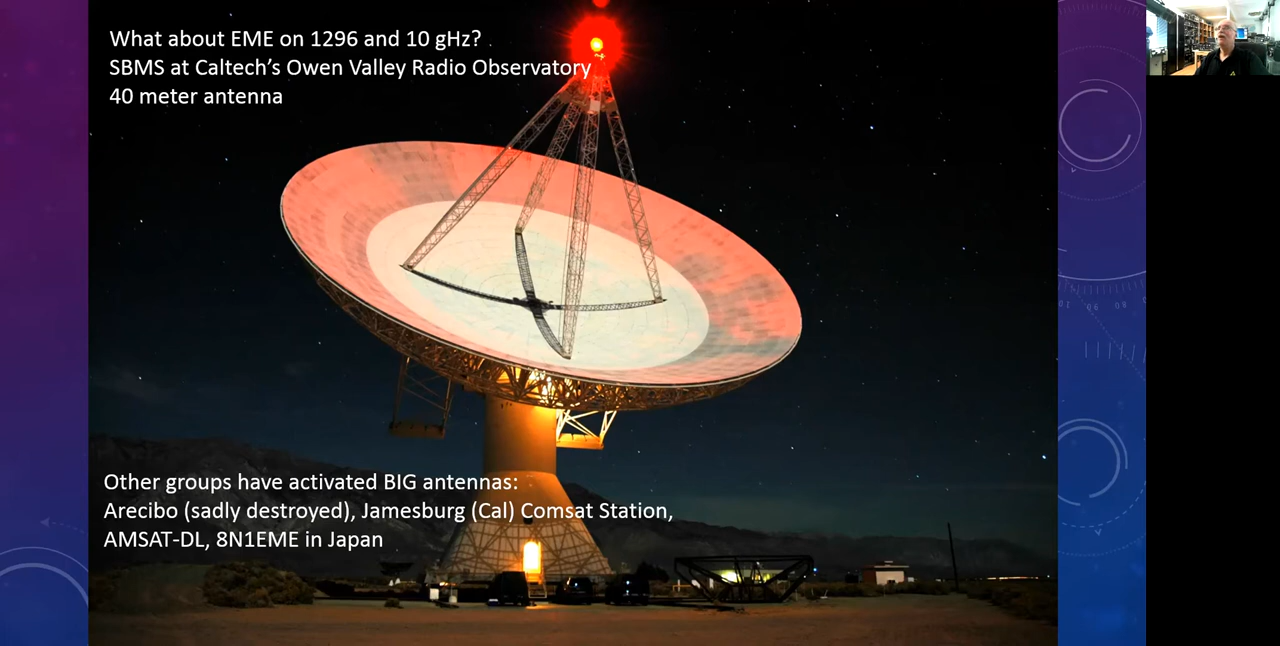 What about EME on 1296 and 10 gHz?
SBMS at Caltech’s Owen Valley Radio Observatory
40 meter antenna
Other groups have activated BIG antennas:
Arecibo (sadly destroyed), Jamesburg (Cal) Comsat Station,
AMSAT-DL, 8N1EME in Japan